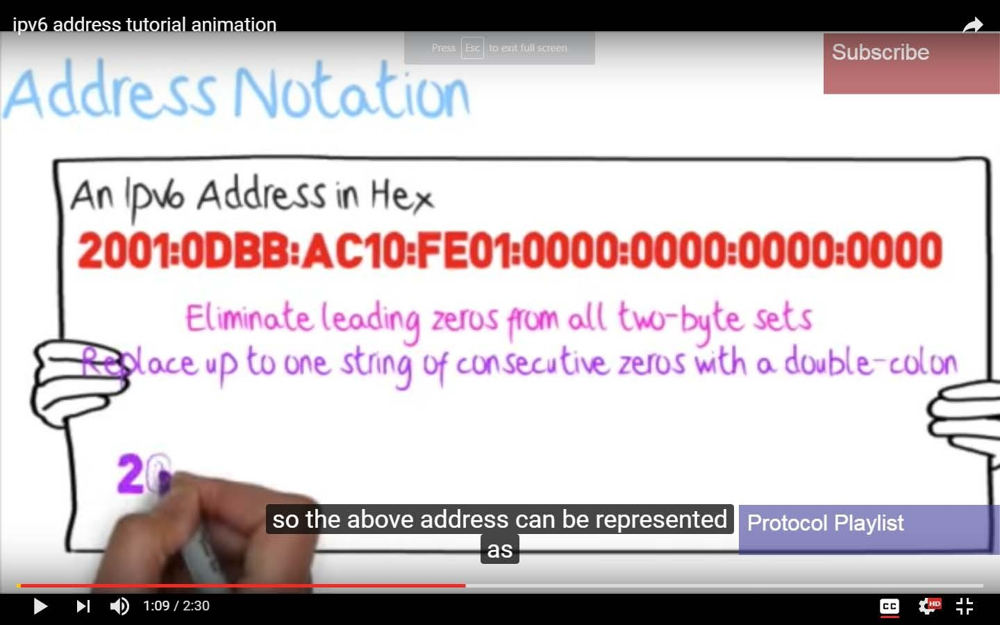 ipv6 address tutorial animation
Press Esc to exit full screen
Subscribe
Address Notation
An Ipv6 Address in Hex
2001:0DBB:AC10:FE01:0000:0000:0000:0000
Eliminate leading zeros from all two-byte sets
Replace up to one string of consecutive zeros with a double-colon
20
so the above address can be represented
as
Protocol Playlist
1:09 / 2:30
CC
HD